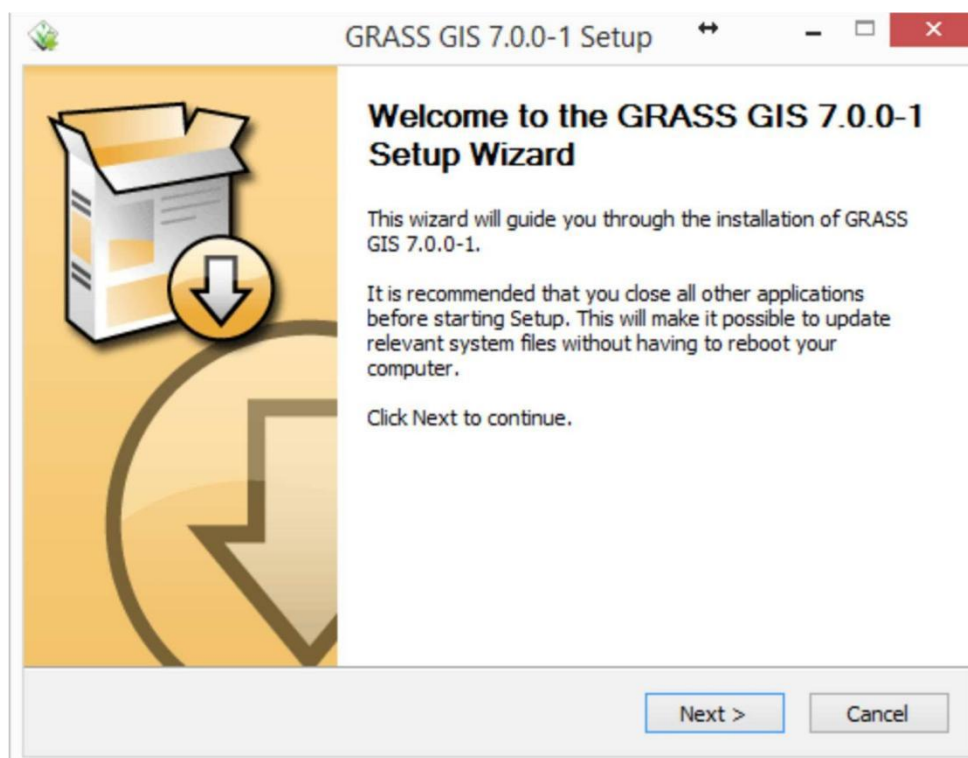 GRASS GIS 7.0.0-1 Setup
Welcome to the GRASS GIS 7.0.0-1
Setup Wizard
This wizard will guide you through the installation of GRASS
GIS 7.0.0-1.
It is recommended that you close all other applications
before starting Setup. This will make it possible to update
relevant system files without having to reboot your
computer.
Click Next to continue.
Next >
Cancel